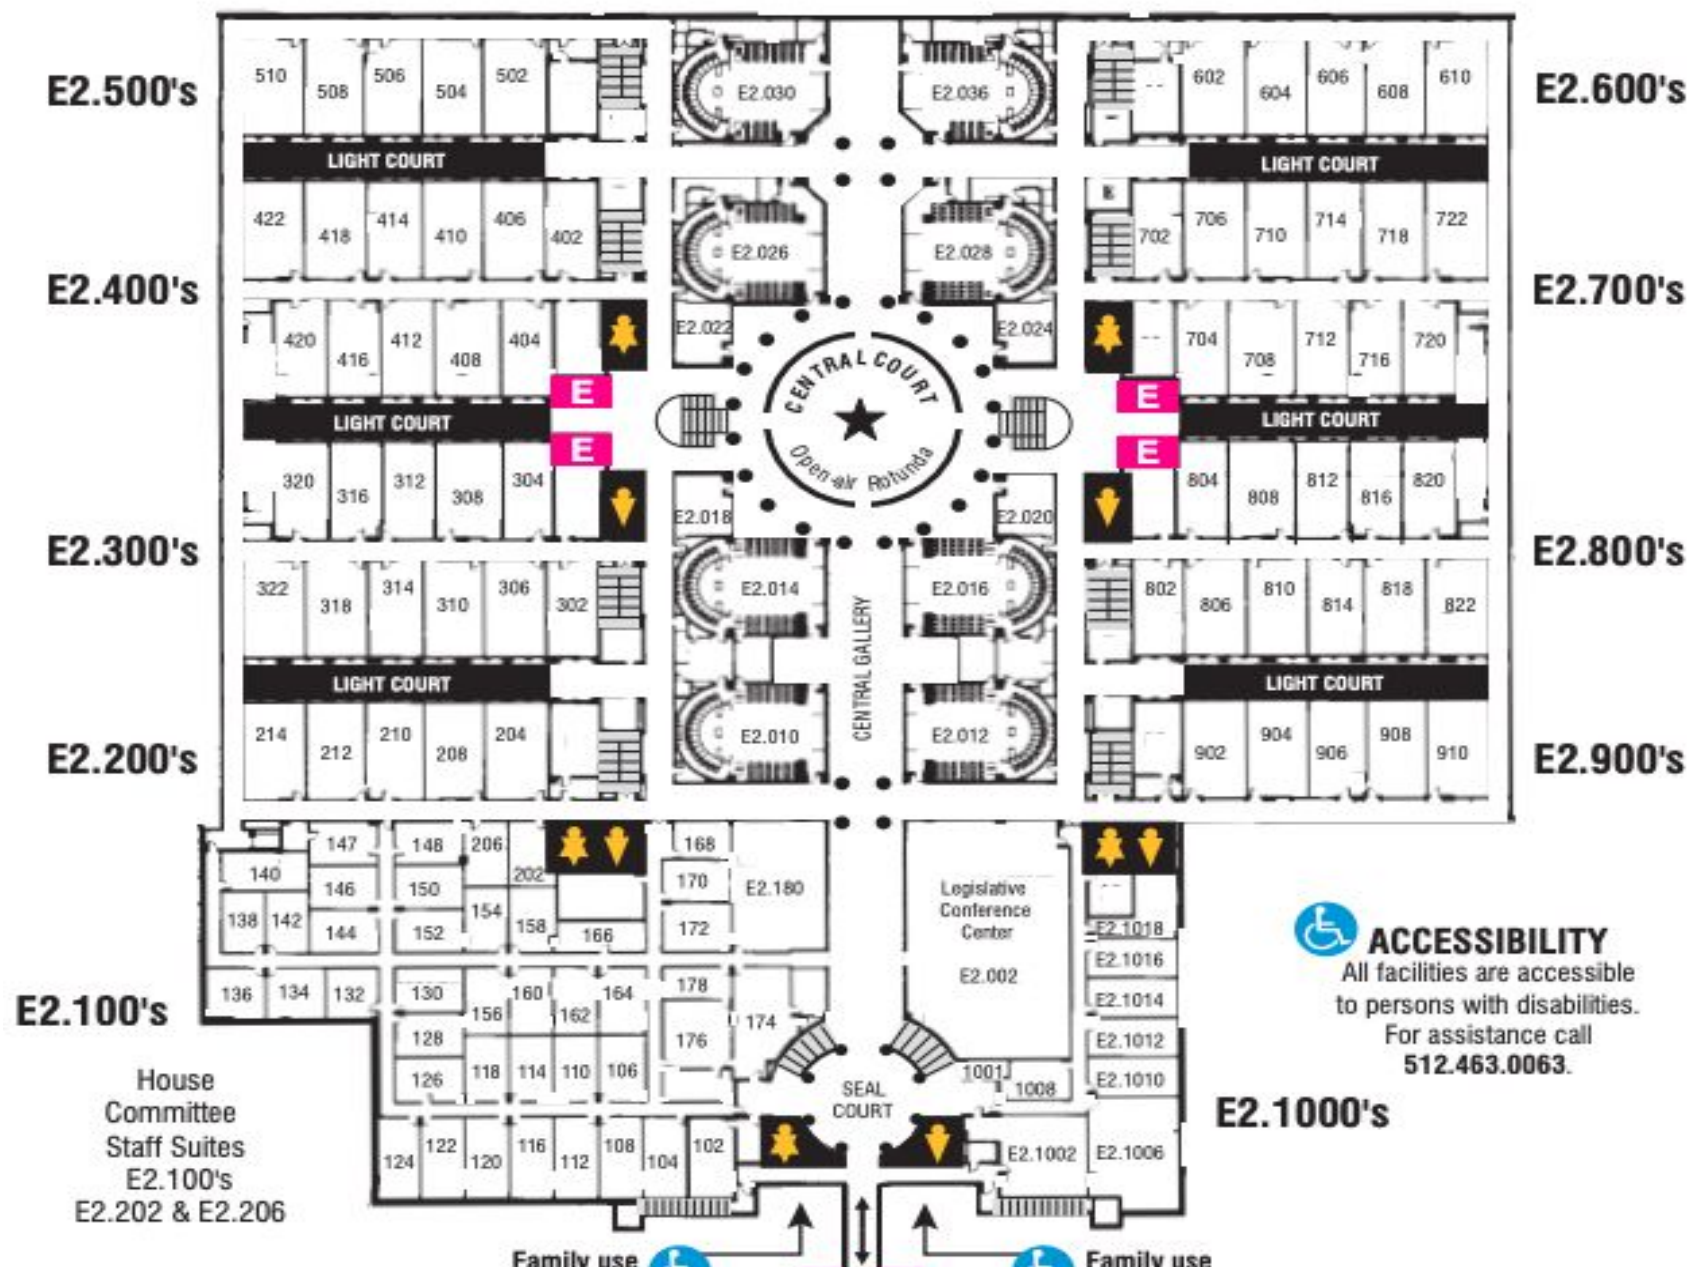 E2.500's
510
508
506
504
502
E2.030
E2.036
602
604
606
608
610
E2.600's
LIGHT COURT
LIGHT COURT
422
418
414
410
406
402
E2.026
E2.028
E
702
706
710
714
718
722
E2.400's
E2.700's
420
416
412
408
404
E2.022
E2.024
704
708
712
716
720
E
E
LIGHT COURT
CENTRAL COURT
Open-air Rotunda
E
E
LIGHT COURT
320
316
312
308
304
E2.018
E2.020
804
808
812
816
820
E2.300's
E2.800's
322
318
314
310
306
302
E2.014
E2.016
802
806
810
814
818
822
CENTRAL GALLERY
LIGHT COURT
LIGHT COURT
E2.200's
214
212
210
208
204
E2.010
E2.012
902
904
906
908
910
E2.900's
147
148
206
202
168
140
146
150
170
E2.180
Legislative
Conference
Center
E2.002
138
142
144
152
154
158
166
172
E2.1018
E2.1016
136
134
132
130
156
160
162
164
178
174
176
E2.1014
128
E2.1012
126
118
114
110
106
1001
1008
E2.1010
SEAL
COURT
124
122
120
116
112
108
104
102
E2.1002
E2.1006
E2.100's
House
Committee
Staff Suites
E2.100's
E2.202 & E2.206
ACCESSIBILITY
All facilities are accessible
to persons with disabilities.
For assistance call
512.463.0063.
E2.1000's
Family use
Family use